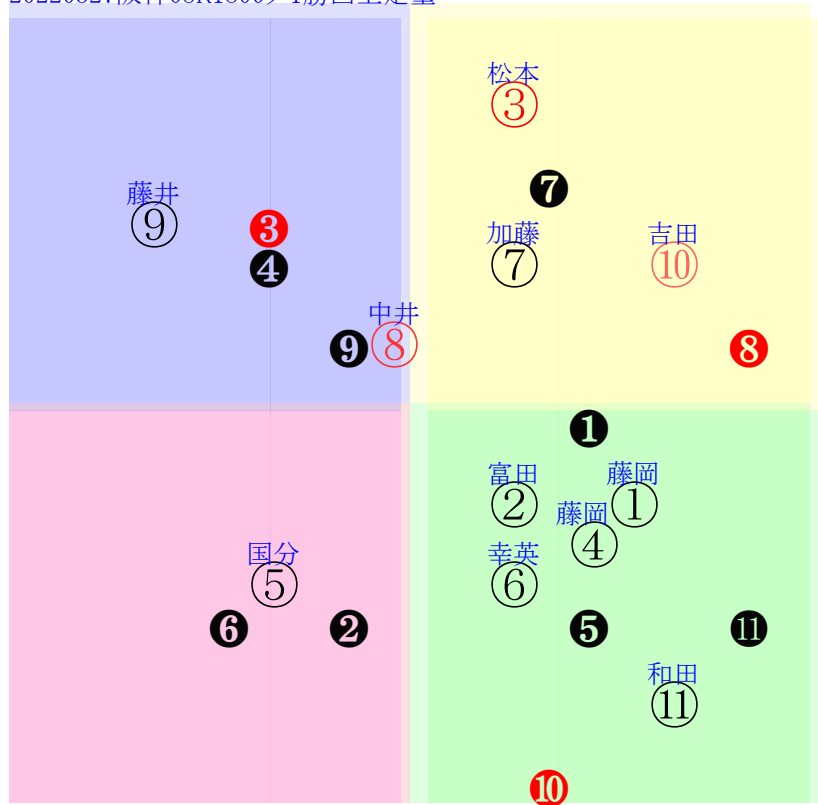 松本
③
藤井
❼
⑨
❸
加藤
吉田
❹
⑦
⑩
中井
❾
⑧
❽
❶
富田
藤岡
②
①
藤岡
④
国分
幸英
⑤
⑥
❻
❷
❺
⓫
和田
⑪
❿